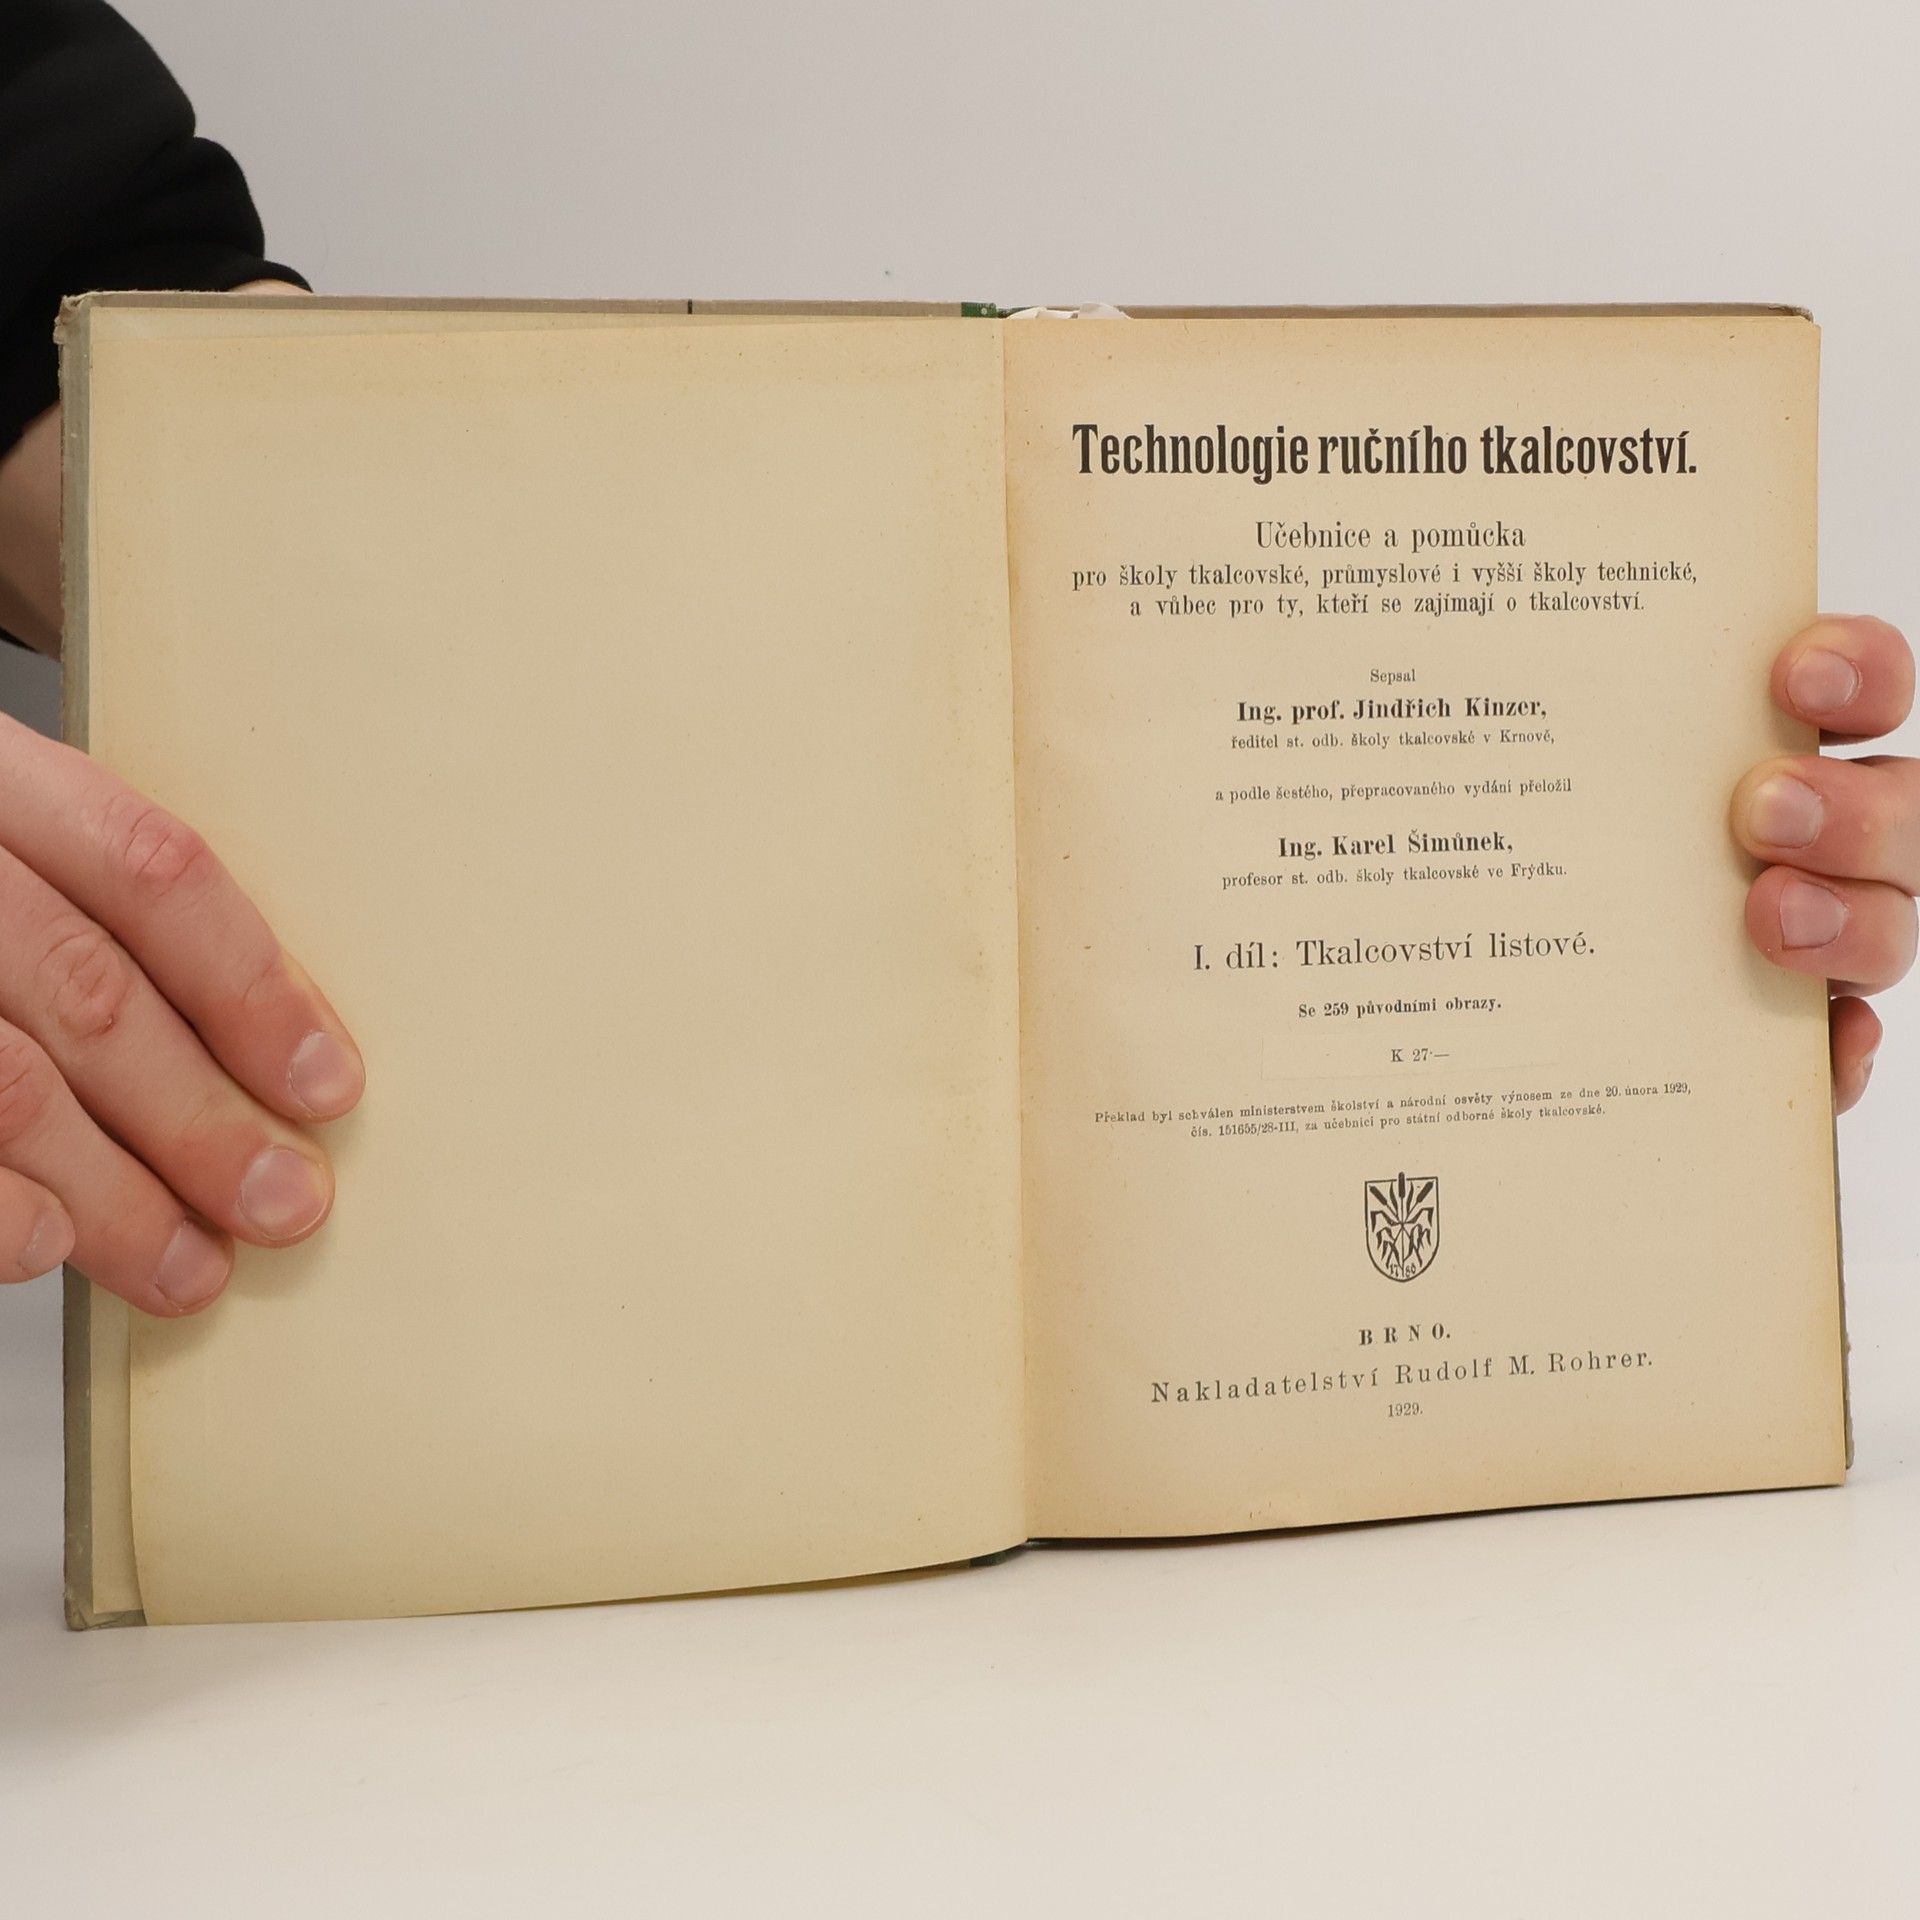 Technologie ručního tkalcovství.
Učebnice a pomůcka
pro školy tkalcovské, průmyslové i vyšší školy technické,
a vůbec pro ty, kteří se zajímají o tkalcovství.
Sepsal
Ing. prof. Jindřich Kinzer,
ředitel st. odb. školy tkalcovské v Krnově,
a podle šestého, přepracovaného vydání přeložil
Ing. Karel Šimůnek,
profesor st. odb. školy tkalcovské ve Frýdku.
I. díl: Tkalcovství listové.
Se 259 původními obrazy.
K 27·—
Překlad byl schválen ministerstvem školství a národní osvěty výnosem ze dne 20. února 1929,
čís. 151655/28-III, za učebnici pro státní odborné školy tkalcovské.
1786
BRNO.
Nakladatelství Rudolf M. Rohrer.
1929.